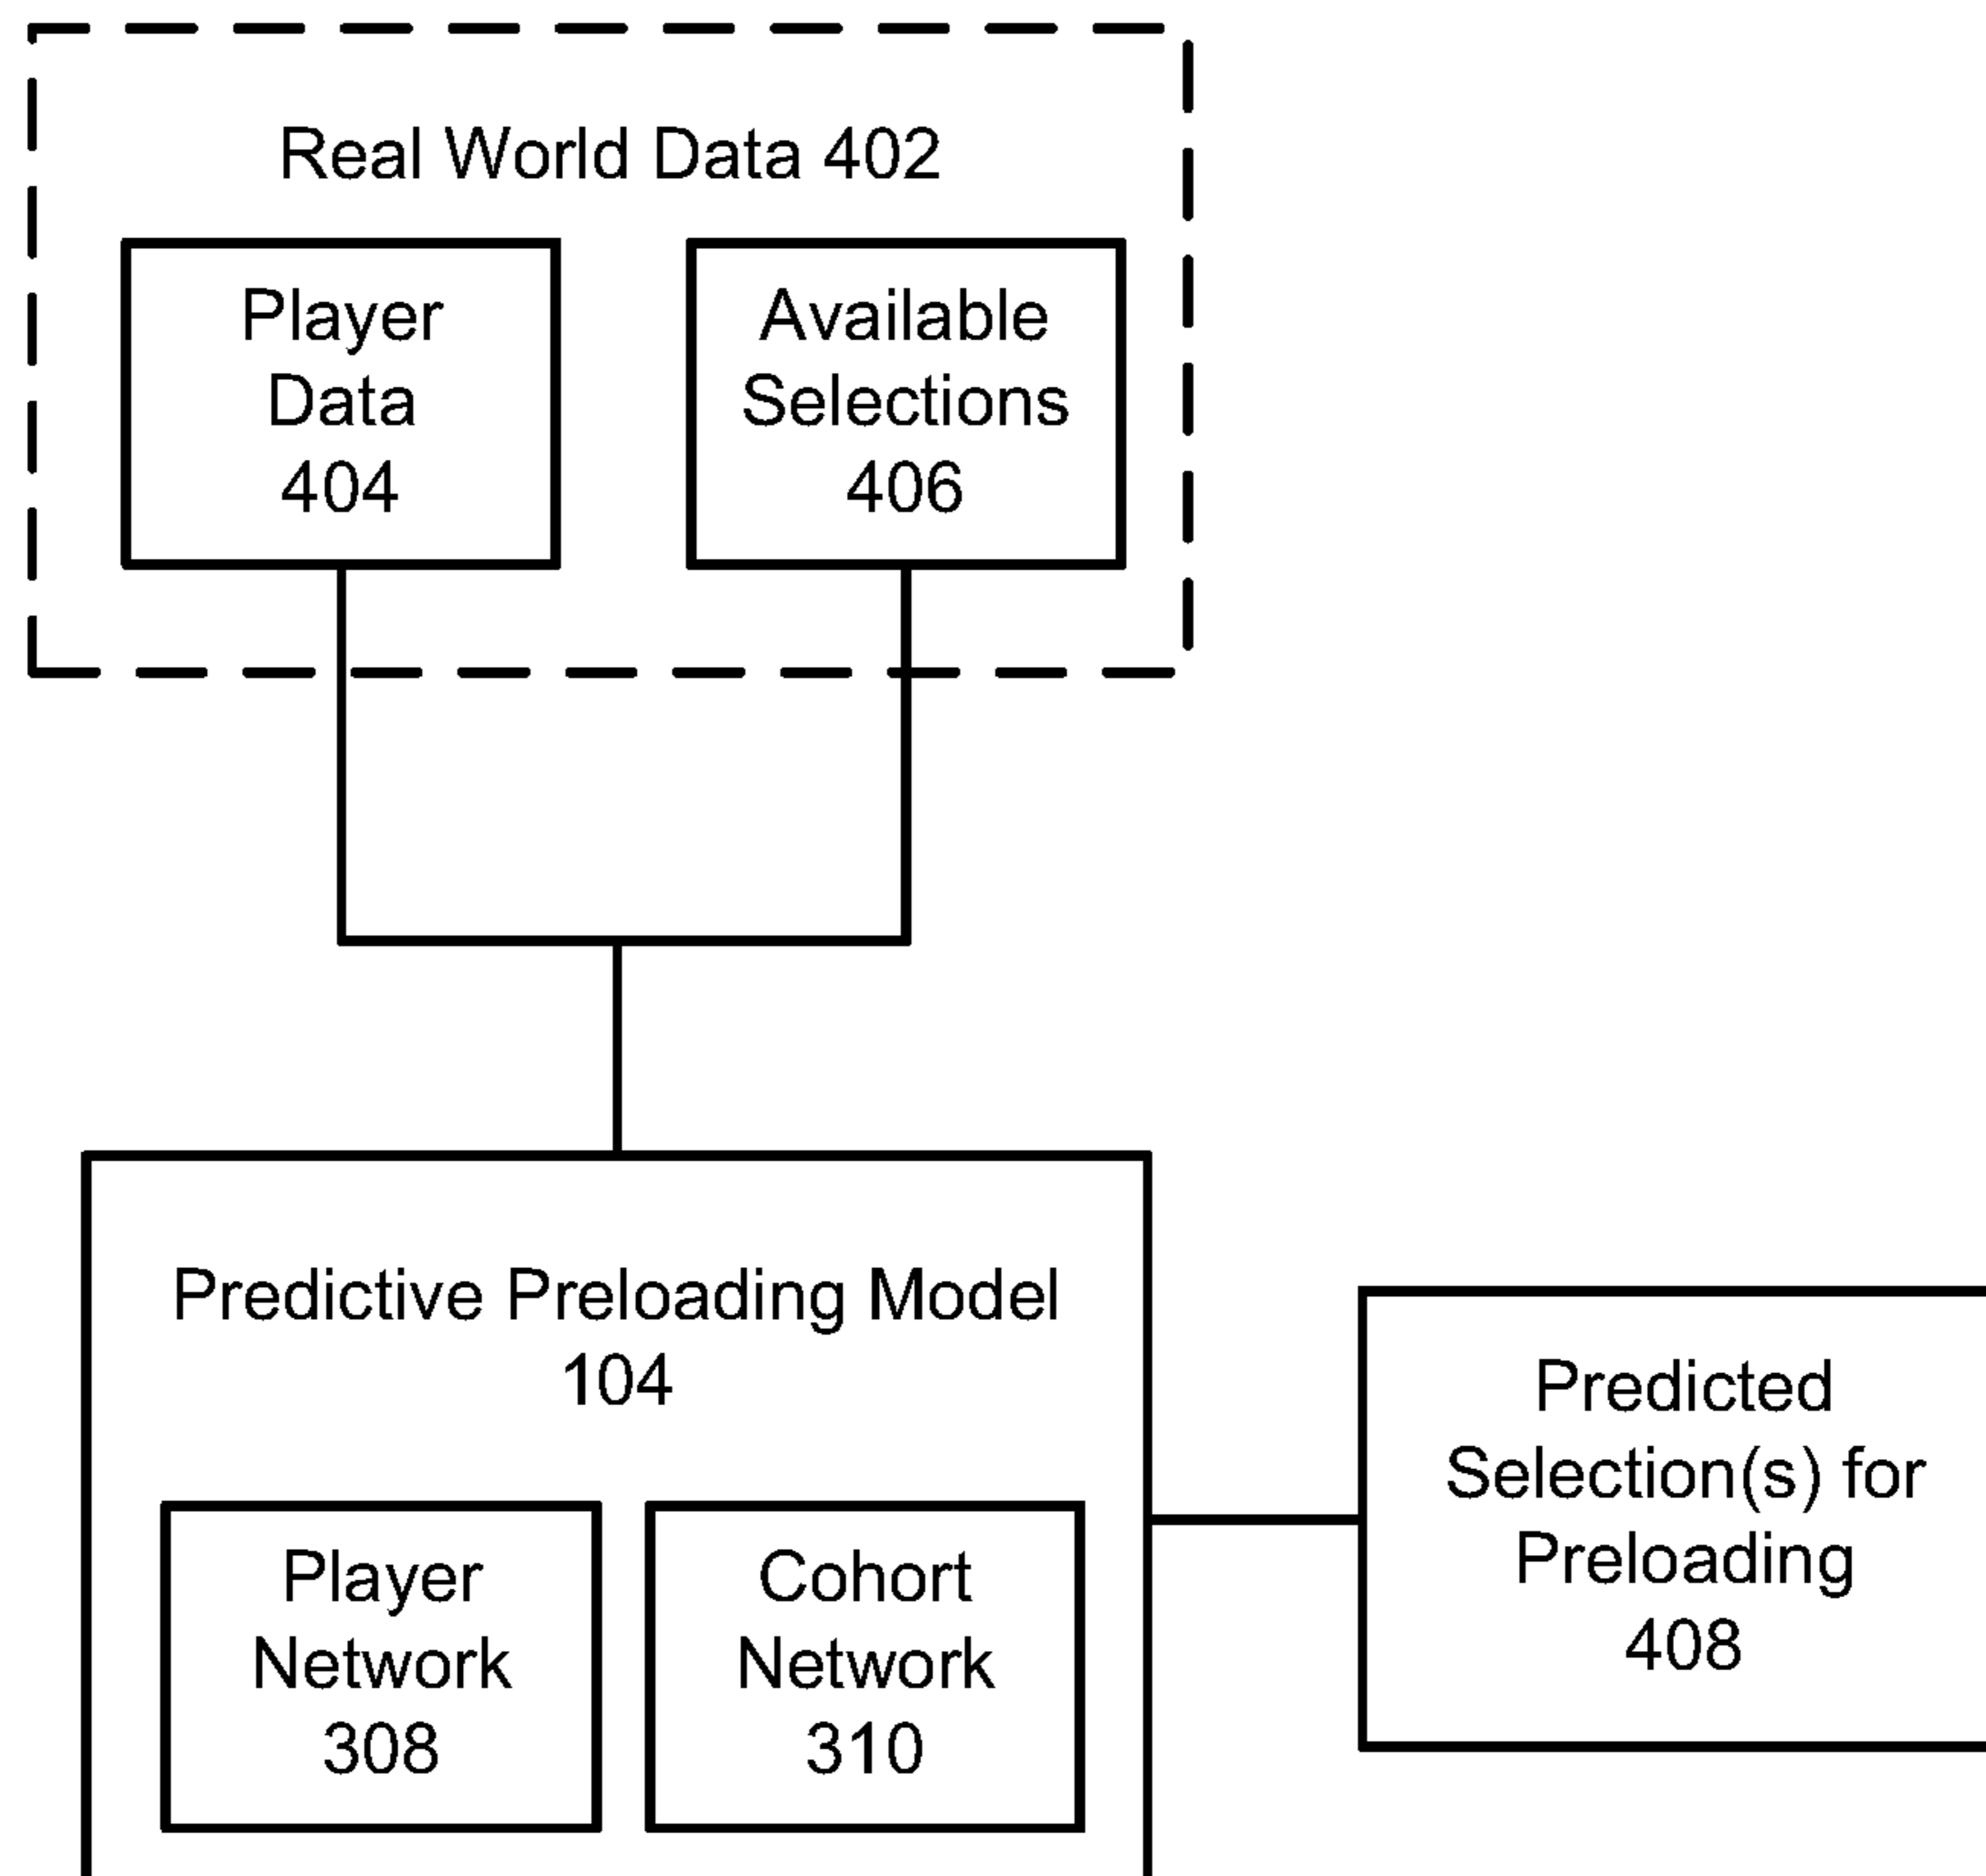 Real World Data 402
Player
Data
404
Available
Selections
406
Predictive Preloading Model
104
Player
Network
308
Cohort
Network
310
Predicted
Selection(s) for
Preloading
408